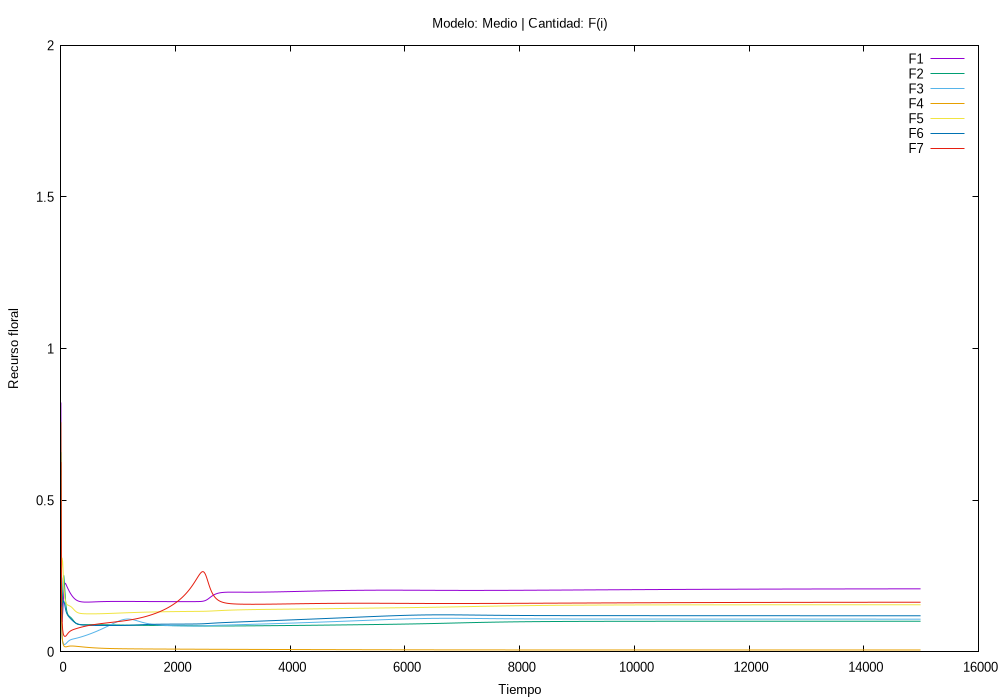 Modelo: Medio | Cantidad: F(i)
2
1.5
1
0.5
0
Recurso floral
F1
F2
F3
F4
F5
F6
F7
0 2000 4000 6000 8000 10000 12000 14000 16000
Tiempo